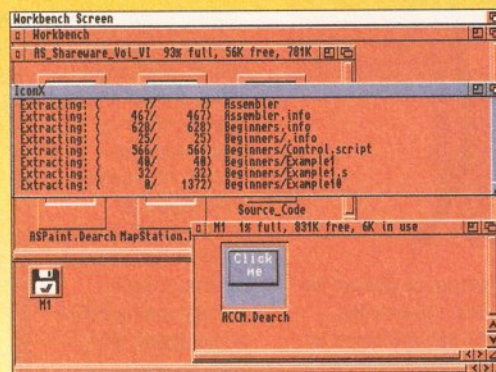 Workbench Screen
Workbench
AS_Shareware_Vol_VI 93% full, 56K free, 781K
IconX
Extracting: ( 7/ 7) Assembler
Extracting: ( 467/ 467) Assembler.info
Extracting: ( 628/ 628) Beginners.info
Extracting: ( 25/ 25) Beginners/.info
Extracting: ( 566/ 566) Beginners/Control.script
Extracting: ( 40/ 40) Beginners/Example1
Extracting: ( 32/ 32) Beginners/Example1.s
Extracting: ( 0/ 1372) Beginners/Example10
Source_Code
ASPaint.Dearch MapStation.
M1 1% full, 831K free, 6K in use
Click
me
ACCM.Dearch
M1